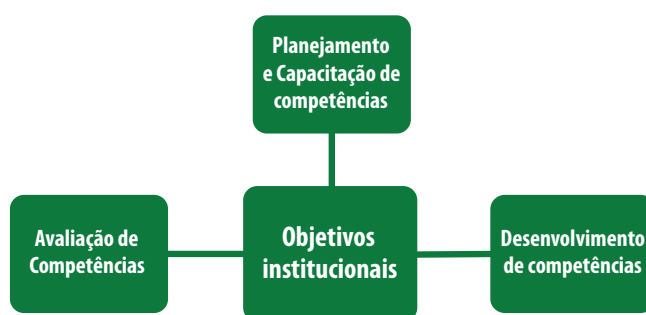 Planejamento
e Capacitação de
competências
Avaliação de
Competências
Objetivos
institucionais
Desenvolvimento
de competências